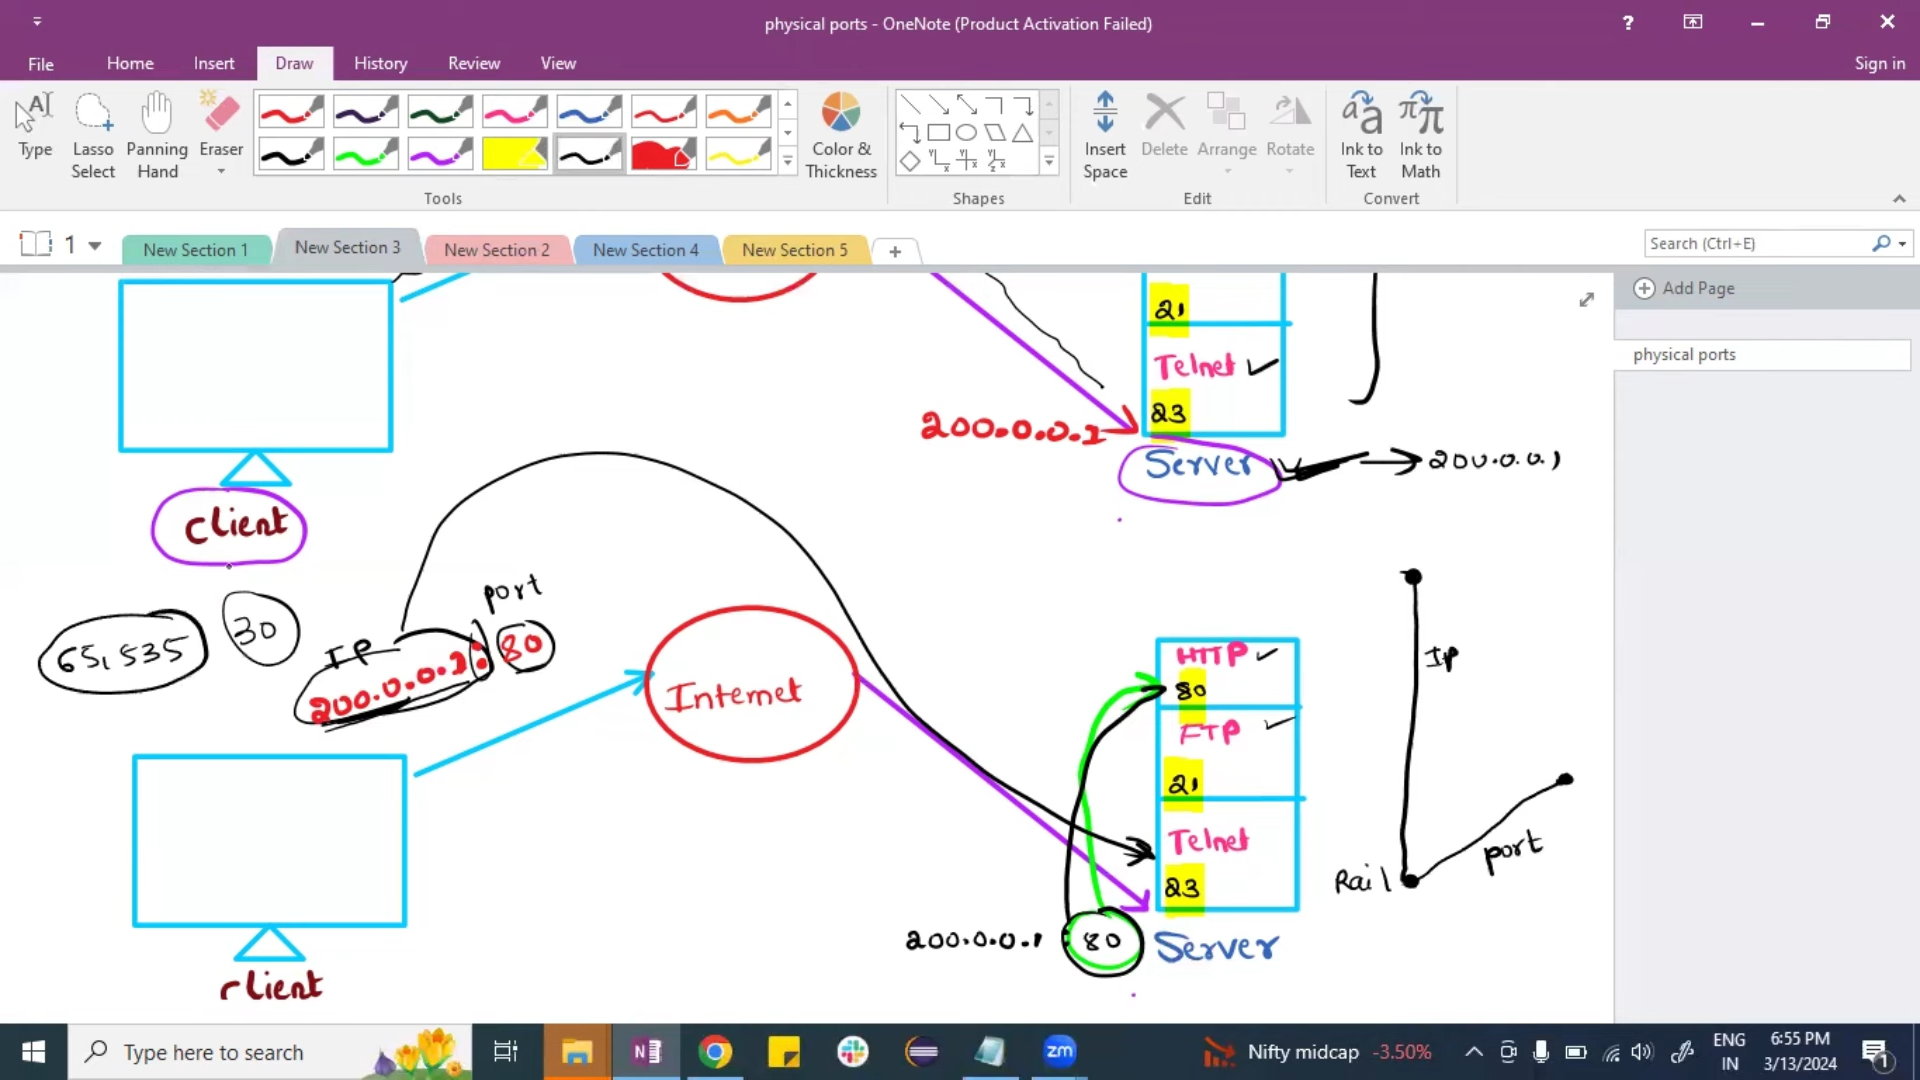 physical ports - OneNote (Product Activation Failed)
File Home Insert Draw History Review View Sign in
Type
Lasso Select
Panning Hand
Eraser
Color & Thickness
Insert Space
Delete
Arrange
Rotate
Ink to Text
Ink to Math
Tools Shapes Edit Convert
1 New Section 1 New Section 3 New Section 2 New Section 4 New Section 5
Search (Ctrl+E)
Add Page
physical ports
21
Telnet
23
200.0.0.1
Server
200.0.0.1
client
port
65,535
30
IP
200.0.0.1:80
Internet
HTTP
80
FTP
21
Telnet
23
IP
port
Rail
200.0.0.1 : 80
Server
client
Type here to search
zm
Nifty midcap -3.50%
ENG
IN
6:55 PM
3/13/2024
1